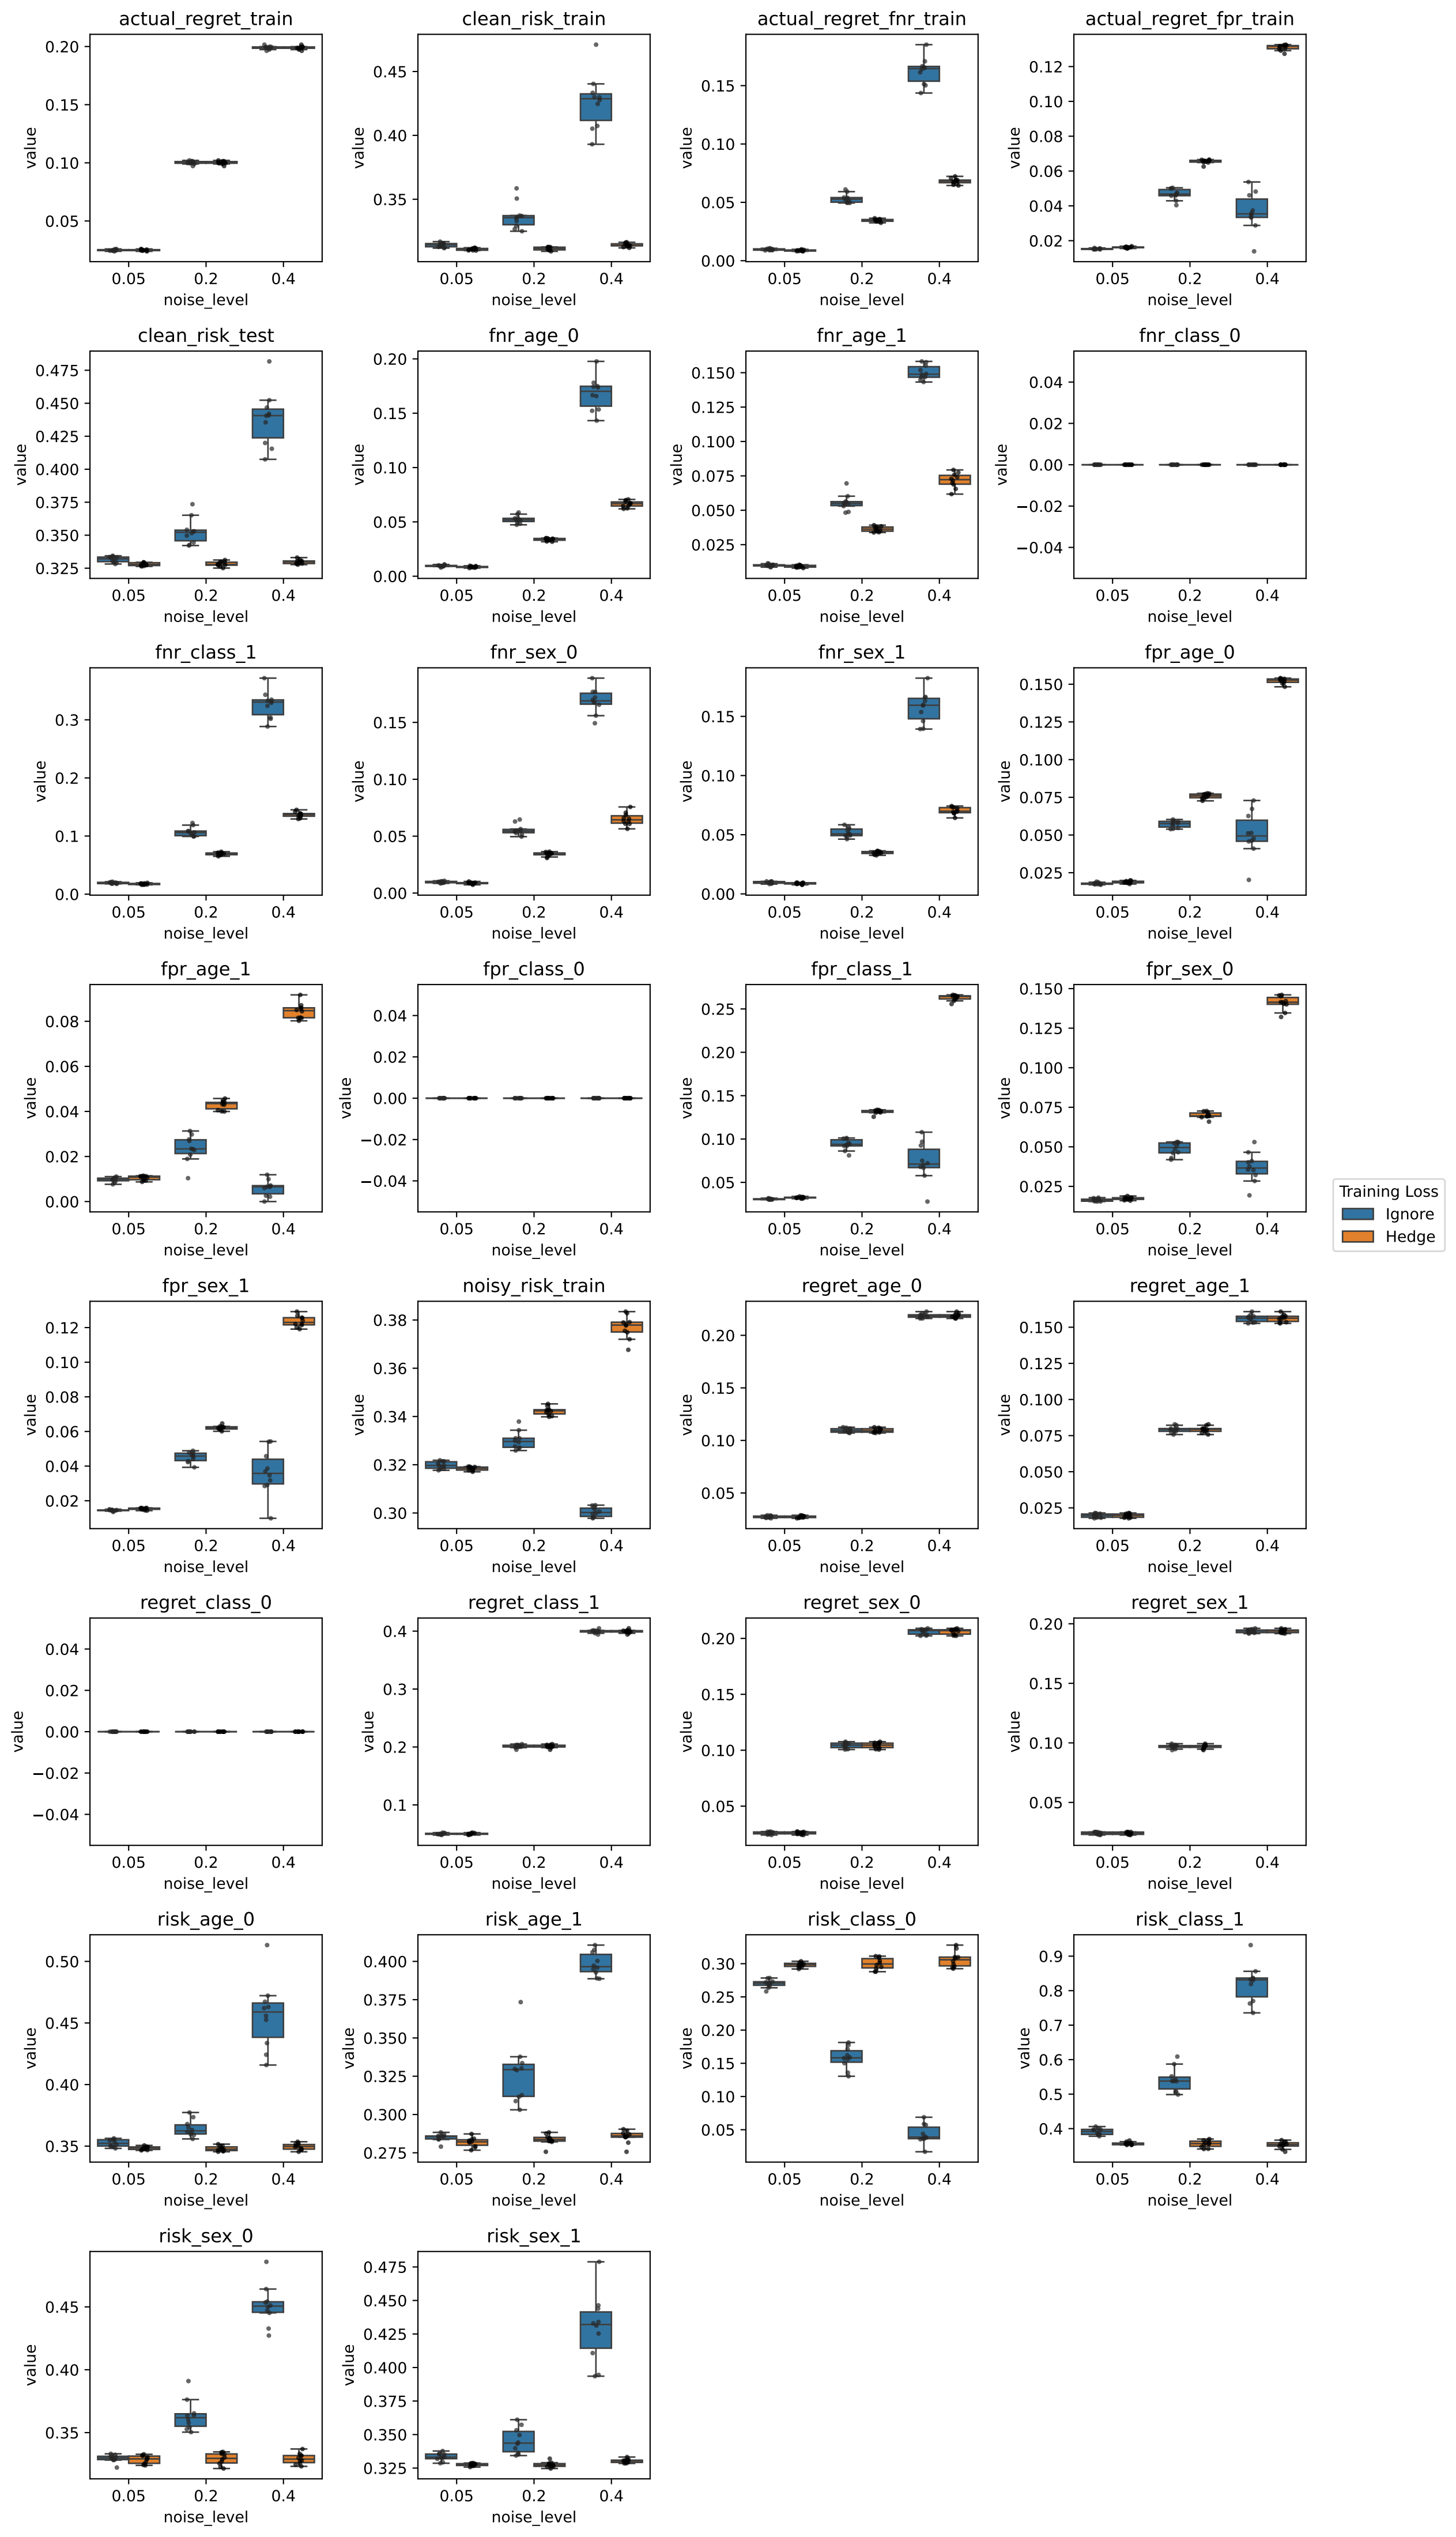 actual_regret_train clean_risk_train actual_regret_fnr_train actual_regret_fpr_train
value 0.20 0.15 0.10 0.05
value 0.45 0.40 0.35
value 0.15 0.10 0.05 0.00
value 0.12 0.10 0.08 0.06 0.04 0.02
0.05 0.2 0.4 0.05 0.2 0.4 0.05 0.2 0.4 0.05 0.2 0.4
noise_level noise_level noise_level noise_level
clean_risk_test fnr_age_0 fnr_age_1 fnr_class_0
value 0.475 0.450 0.425 0.400 0.375 0.350 0.325
value 0.20 0.15 0.10 0.05 0.00
value 0.150 0.125 0.100 0.075 0.050 0.025
value 0.04 0.02 0.00 −0.02 −0.04
0.05 0.2 0.4 0.05 0.2 0.4 0.05 0.2 0.4 0.05 0.2 0.4
noise_level noise_level noise_level noise_level
fnr_class_1 fnr_sex_0 fnr_sex_1 fpr_age_0
value 0.3 0.2 0.1 0.0
value 0.15 0.10 0.05 0.00
value 0.15 0.10 0.05 0.00
value 0.150 0.125 0.100 0.075 0.050 0.025
0.05 0.2 0.4 0.05 0.2 0.4 0.05 0.2 0.4 0.05 0.2 0.4
noise_level noise_level noise_level noise_level
fpr_age_1 fpr_class_0 fpr_class_1 fpr_sex_0
value 0.08 0.06 0.04 0.02 0.00
value 0.04 0.02 0.00 −0.02 −0.04
value 0.25 0.20 0.15 0.10 0.05
value 0.150 0.125 0.100 0.075 0.050 0.025
0.05 0.2 0.4 0.05 0.2 0.4 0.05 0.2 0.4 0.05 0.2 0.4
noise_level noise_level noise_level noise_level
Training Loss
Ignore
Hedge
fpr_sex_1 noisy_risk_train regret_age_0 regret_age_1
value 0.12 0.10 0.08 0.06 0.04 0.02
value 0.38 0.36 0.34 0.32 0.30
value 0.20 0.15 0.10 0.05
value 0.150 0.125 0.100 0.075 0.050 0.025
0.05 0.2 0.4 0.05 0.2 0.4 0.05 0.2 0.4 0.05 0.2 0.4
noise_level noise_level noise_level noise_level
regret_class_0 regret_class_1 regret_sex_0 regret_sex_1
value 0.04 0.02 0.00 −0.02 −0.04
value 0.4 0.3 0.2 0.1
value 0.20 0.15 0.10 0.05
value 0.20 0.15 0.10 0.05
0.05 0.2 0.4 0.05 0.2 0.4 0.05 0.2 0.4 0.05 0.2 0.4
noise_level noise_level noise_level noise_level
risk_age_0 risk_age_1 risk_class_0 risk_class_1
value 0.50 0.45 0.40 0.35
value 0.400 0.375 0.350 0.325 0.300 0.275
value 0.30 0.25 0.20 0.15 0.10 0.05
value 0.9 0.8 0.7 0.6 0.5 0.4
0.05 0.2 0.4 0.05 0.2 0.4 0.05 0.2 0.4 0.05 0.2 0.4
noise_level noise_level noise_level noise_level
risk_sex_0 risk_sex_1
value 0.45 0.40 0.35
value 0.475 0.450 0.425 0.400 0.375 0.350 0.325
0.05 0.2 0.4 0.05 0.2 0.4
noise_level noise_level